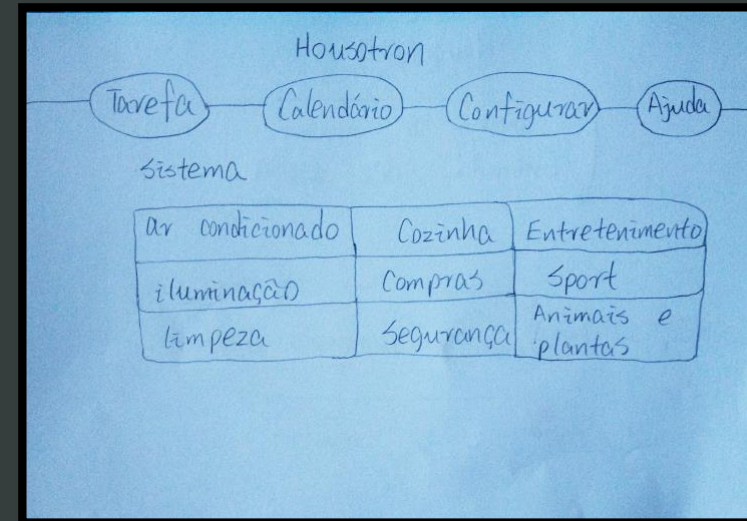 Housotron
Tarefa Calendário Configurar Ajuda
sistema
ar condicionado Cozinha Entretenimento
iluminação Compras Sport
limpeza Segurança Animais e plantas